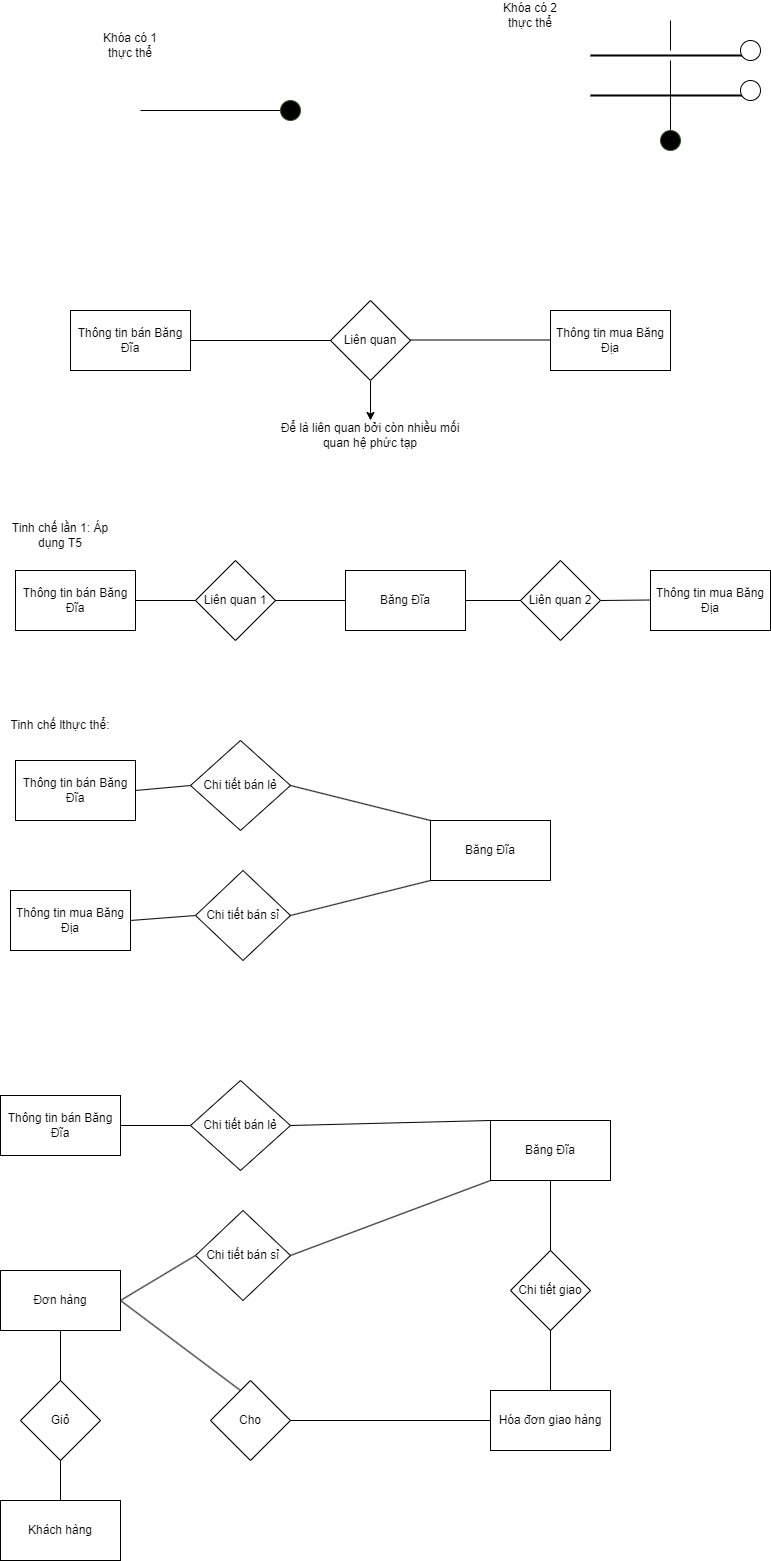 Khóa có 1
thực thể
Khóa có 2
thực thể
Thông tin bán Băng
Đĩa
Liên quan
Thông tin mua Băng
Địa
Để là liên quan bởi còn nhiều mối
quan hệ phức tạp
Tinh chế lần 1: Áp
dụng T5
Thông tin bán Băng
Đĩa
Liên quan 1
Băng Đĩa
Liên quan 2
Thông tin mua Băng
Địa
Tinh chế lthực thể:
Thông tin bán Băng
Đĩa
Chi tiết bán lẻ
Băng Đĩa
Thông tin mua Băng
Địa
Chi tiết bán sỉ
Thông tin bán Băng
Đĩa
Chi tiết bán lẻ
Băng Đĩa
Chi tiết bán sỉ
Đơn hàng
Chi tiết giao
Giỏ
Cho
Hóa đơn giao hàng
Khách hàng